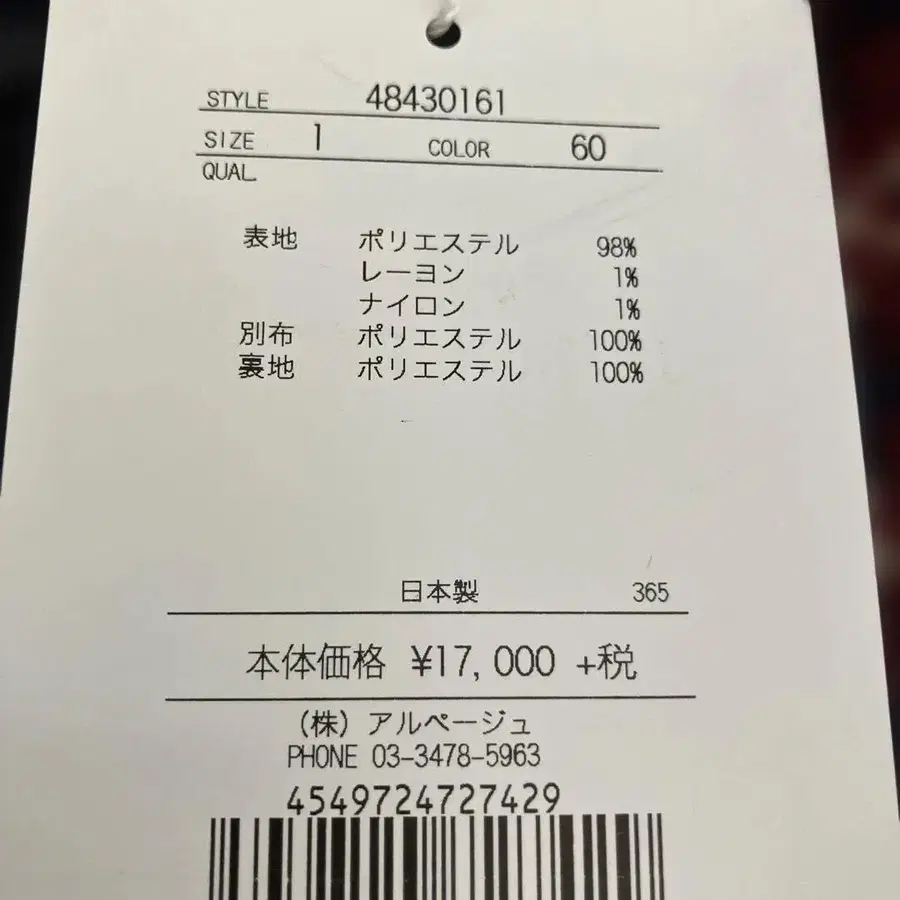 STYLE 48430161
SIZE 1 COLOR 60
QUAL
表地 ポリエステル 98%
レーヨン 1%
ナイロン 1%
別布 ポリエステル 100%
裏地 ポリエステル 100%
日本製 365
本体価格 ¥17,000 +税
(株) アルページュ
PHONE 03-3478-5963
4549724727429